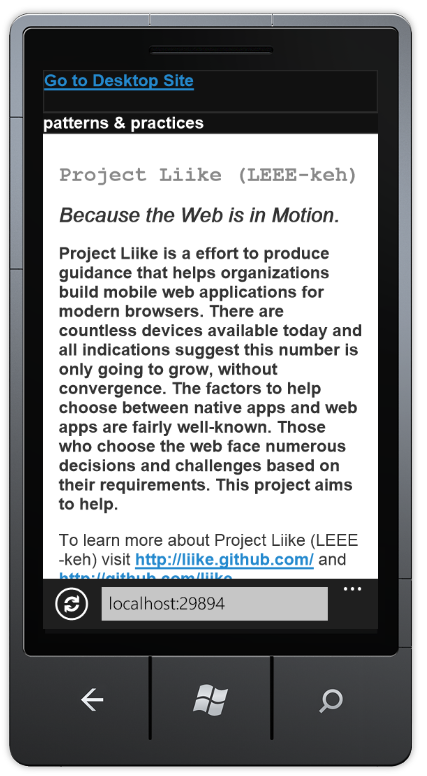 Go to Desktop Site
patterns & practices
Project Liike (LEEE-keh)
Because the Web is in Motion.
Project Liike is a effort to produce
guidance that helps organizations
build mobile web applications for
modern browsers. There are
countless devices available today and
all indications suggest this number is
only going to grow, without
convergence. The factors to help
choose between native apps and web
apps are fairly well-known. Those
who choose the web face numerous
decisions and challenges based on
their requirements. This project aims
to help.
To learn more about Project Liike (LEEE
-keh) visit http://liike.github.com/ and
http://github.com/liike
localhost:29894